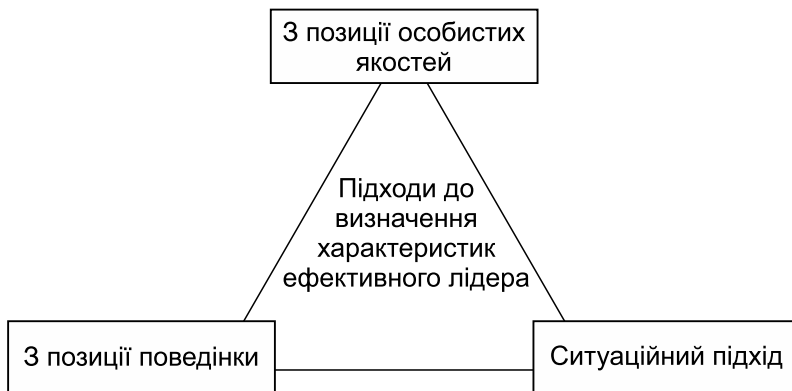 З позиції особистих
якостей
Підходи до
визначення
характеристик
ефективного лідера
З позиції поведінки
Ситуаційний підхід